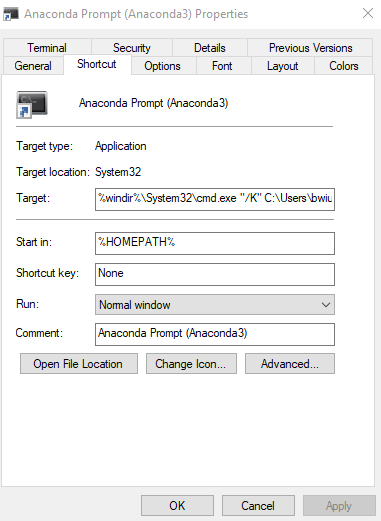 Anaconda Prompt (Anaconda3) Properties
Terminal Security Details Previous Versions
General Shortcut Options Font Layout Colors
Anaconda Prompt (Anaconda3)
Target type: Application
Target location: System32
Target: %windir%\System32\cmd.exe "/K" C:\Users\bwiu
Start in: %HOMEPATH%
Shortcut key: None
Run: Normal window
Comment: Anaconda Prompt (Anaconda3)
Open File Location Change Icon... Advanced...
OK Cancel Apply